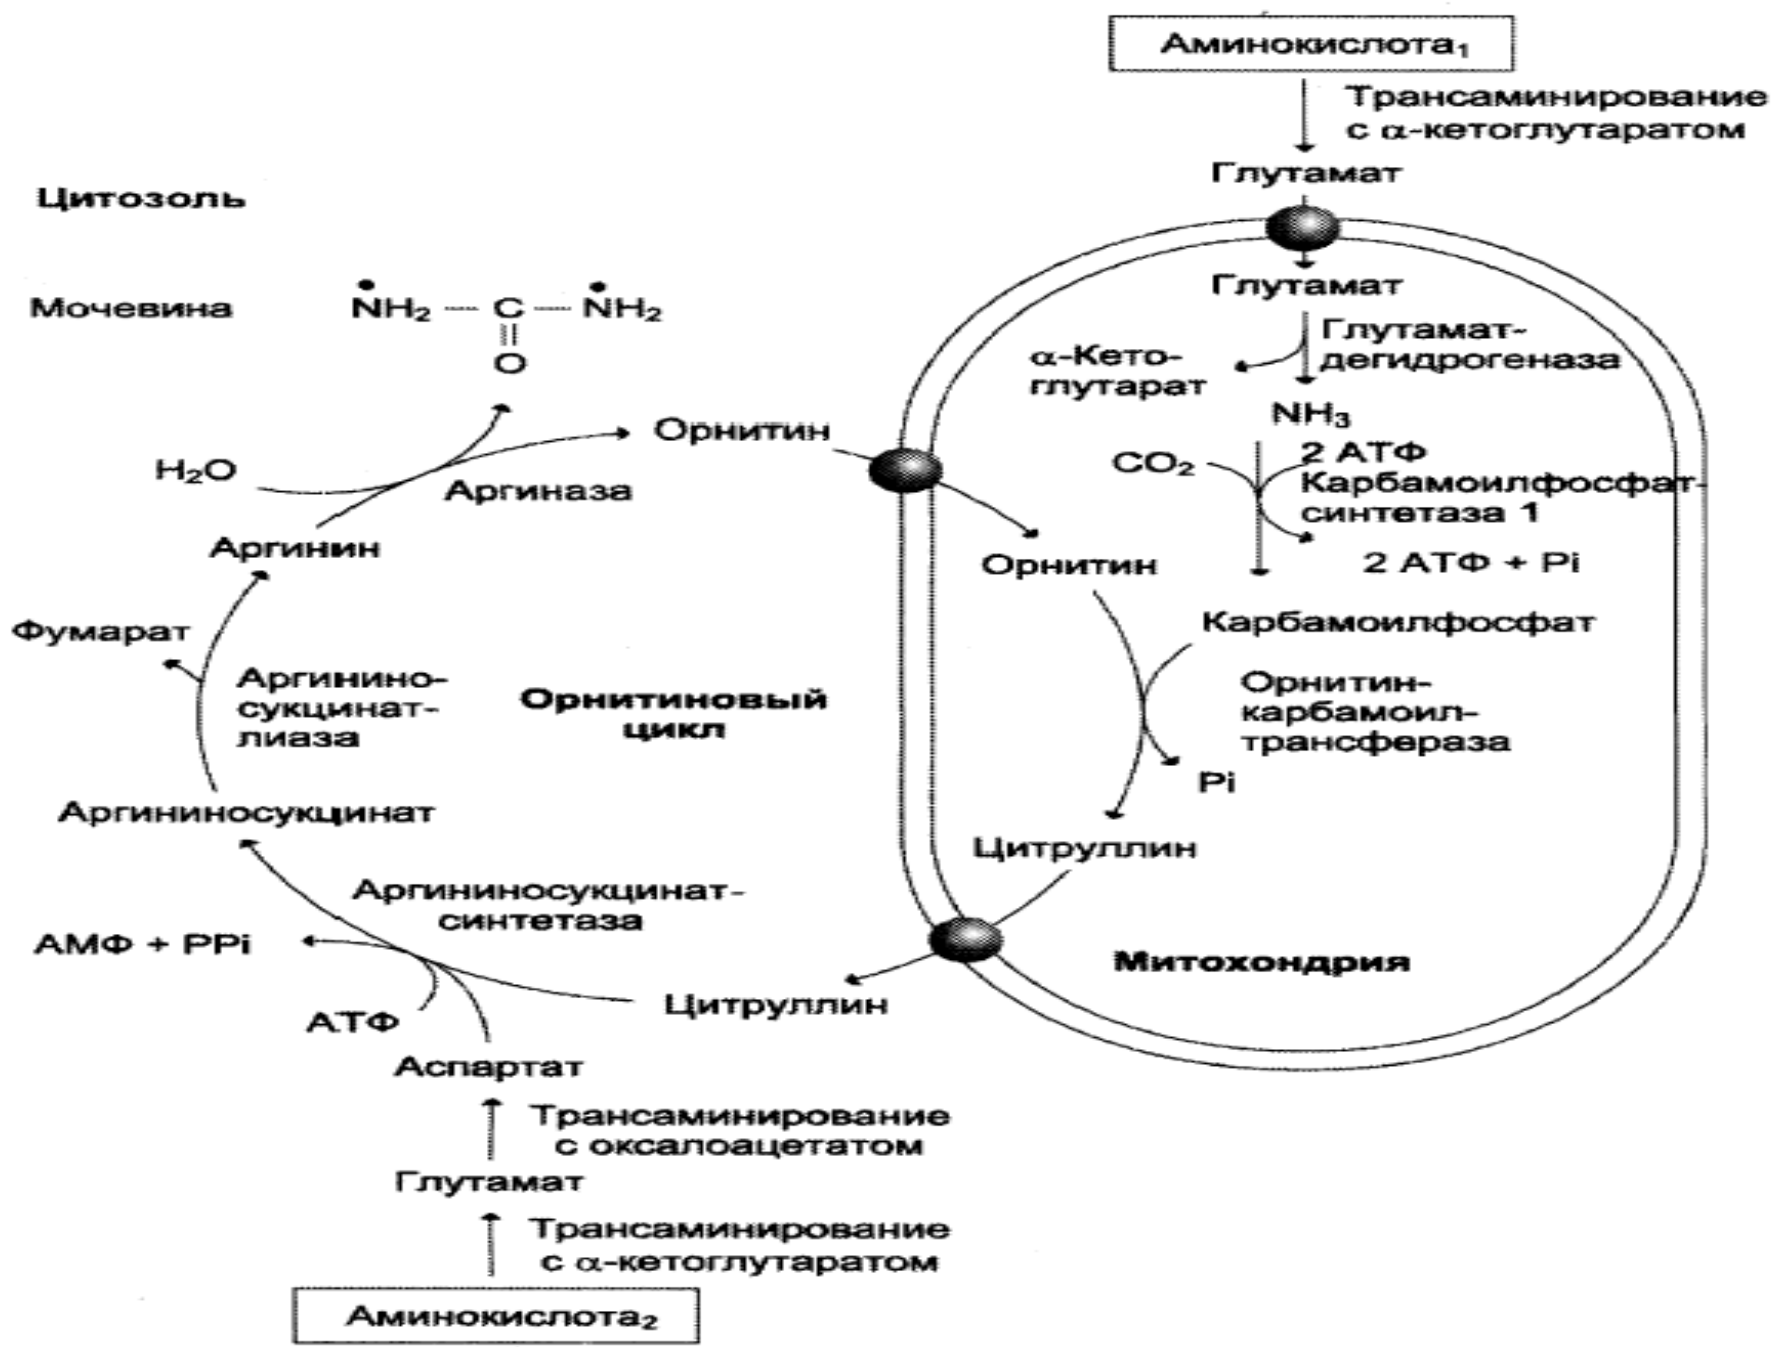 Аминокислота₁
Трансаминирование
с α-кетоглутаратом
Глутамат
Цитозоль
Глутамат
Мочевина
NH₂ — C — NH₂
O
Глутамат-
дегидрогеназа
α-Кето-
глутарат
NH₃
Орнитин
2 АТФ
CO₂
H₂O
Карбамоилфосфат-
синтетаза 1
Аргиназа
Аргинин
Орнитин
2 АТФ + Pi
Фумарат
Карбамоилфосфат
Аргинино-
сукцинат-
лиаза
Орнитиновый
цикл
Орнитин-
карбамоил-
трансфераза
Pi
Аргининосукцинат
Цитруллин
Аргининосукцинат-
синтетаза
АМФ + PPi
Митохондрия
Цитруллин
АТФ
Аспартат
Трансаминирование
с оксалоацетатом
Глутамат
Трансаминирование
с α-кетоглутаратом
Аминокислота₂